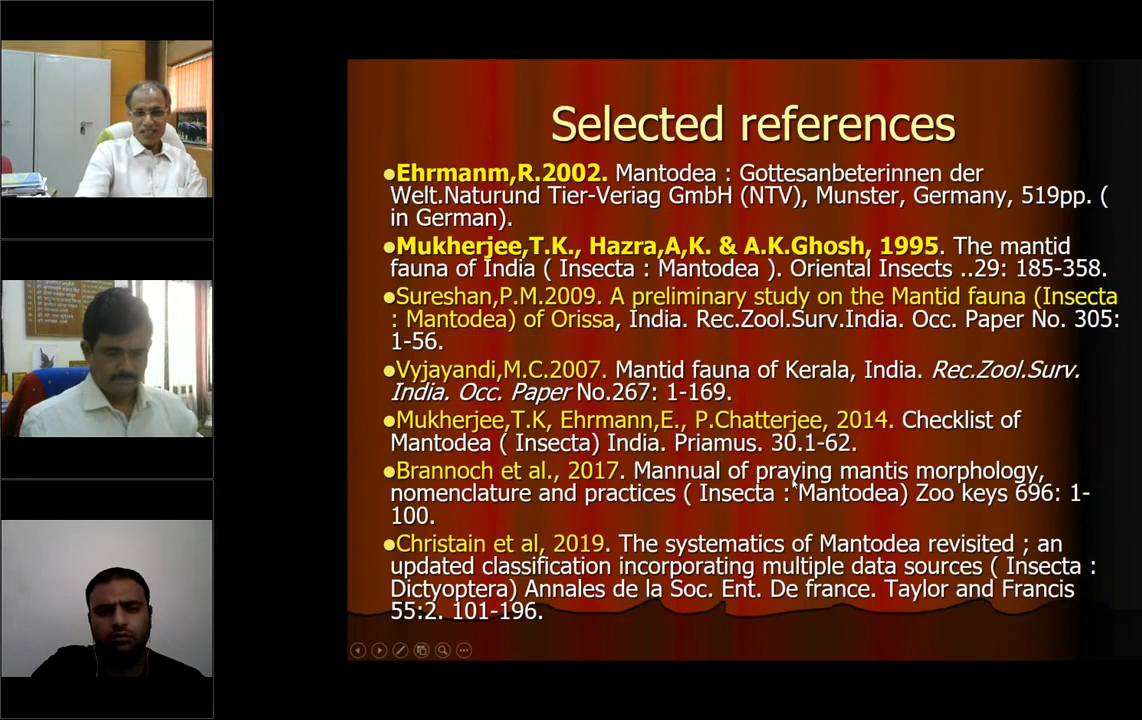 Selected references
●Ehrmanm,R.2002. Mantodea : Gottesanbeterinnen der
Welt.Naturund Tier-Veriag GmbH (NTV), Munster, Germany, 519pp. (
in German).
●Mukherjee,T.K., Hazra,A,K. & A.K.Ghosh, 1995. The mantid
fauna of India ( Insecta : Mantodea ). Oriental Insects ..29: 185-358.
●Sureshan,P.M.2009. A preliminary study on the Mantid fauna (Insecta
: Mantodea) of Orissa, India. Rec.Zool.Surv.India. Occ. Paper No. 305:
1-56.
●Vyjayandi,M.C.2007. Mantid fauna of Kerala, India. Rec.Zool.Surv.
India. Occ. Paper No.267: 1-169.
●Mukherjee,T.K, Ehrmann,E., P.Chatterjee, 2014. Checklist of
Mantodea ( Insecta) India. Priamus. 30.1-62.
●Brannoch et al., 2017. Mannual of praying mantis morphology,
nomenclature and practices ( Insecta : Mantodea) Zoo keys 696: 1-
100.
●Christain et al, 2019. The systematics of Mantodea revisited ; an
updated classification incorporating multiple data sources ( Insecta :
Dictyoptera) Annales de la Soc. Ent. De france. Taylor and Francis
55:2. 101-196.